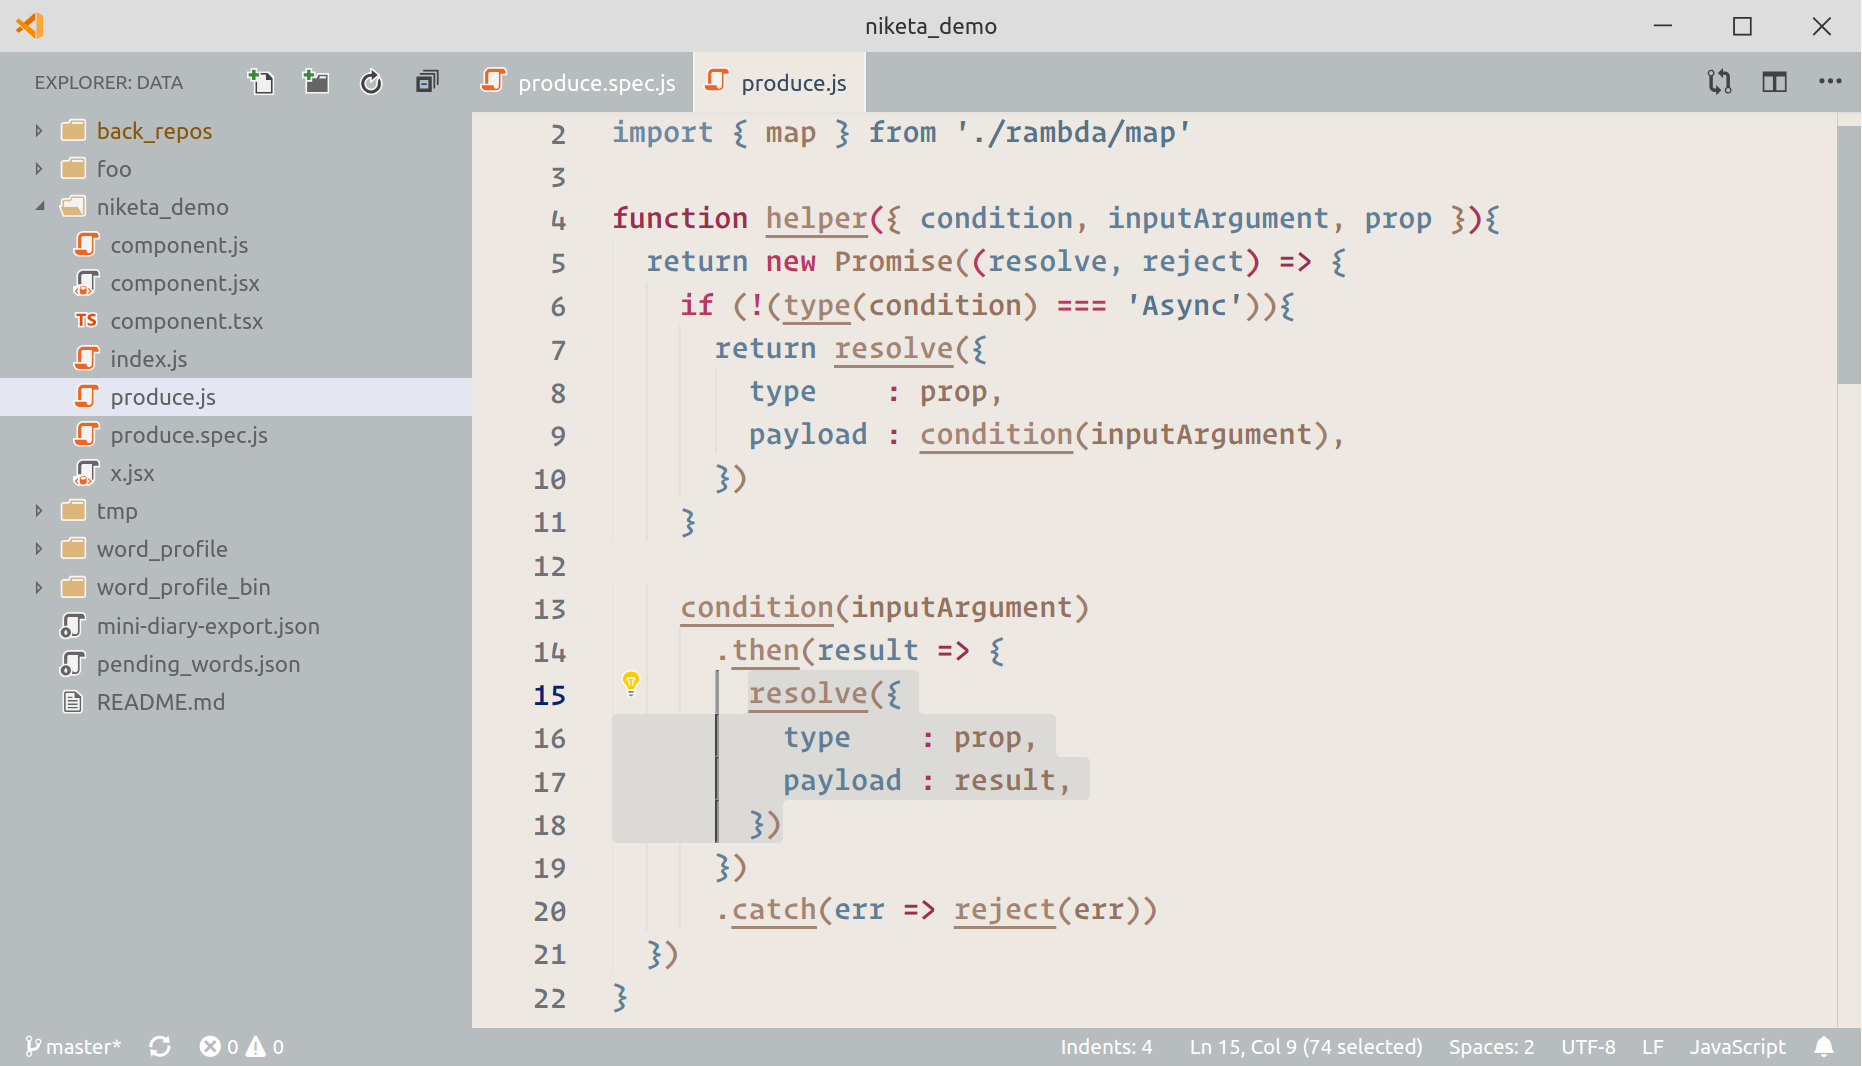 niketa_demo
EXPLORER: DATA
produce.spec.js
produce.js
back_repos
foo
niketa_demo
component.js
component.jsx
TS component.tsx
index.js
produce.js
produce.spec.js
x.jsx
tmp
word_profile
word_profile_bin
mini-diary-export.json
pending_words.json
README.md
2 import { map } from './rambda/map'
3
4 function helper({ condition, inputArgument, prop }){
5   return new Promise((resolve, reject) => {
6     if (!(type(condition) === 'Async')){
7       return resolve({
8         type    : prop,
9         payload : condition(inputArgument),
10       })
11     }
12
13     condition(inputArgument)
14       .then(result => {
15         resolve({
16           type    : prop,
17           payload : result,
18         })
19       })
20       .catch(err => reject(err))
21   })
22 }
master* 0 0 Indents: 4 Ln 15, Col 9 (74 selected) Spaces: 2 UTF-8 LF JavaScript